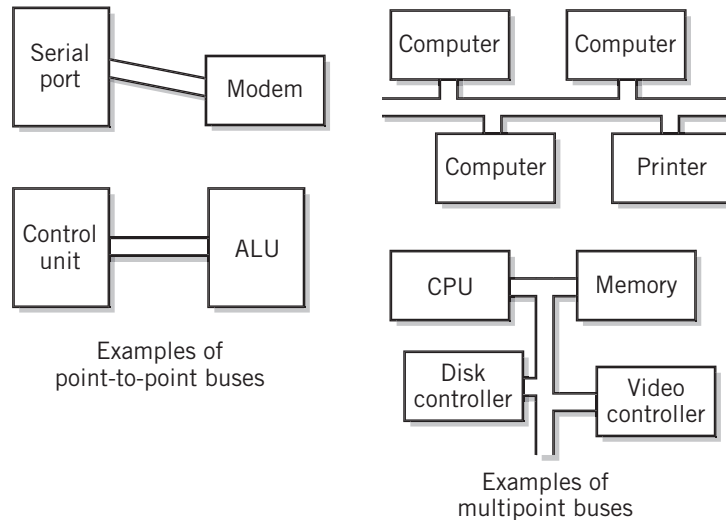 Serial
port
Modem
Control
unit
ALU
Examples of
point-to-point buses
Computer
Computer
Computer
Printer
CPU
Memory
Disk
controller
Video
controller
Examples of
multipoint buses